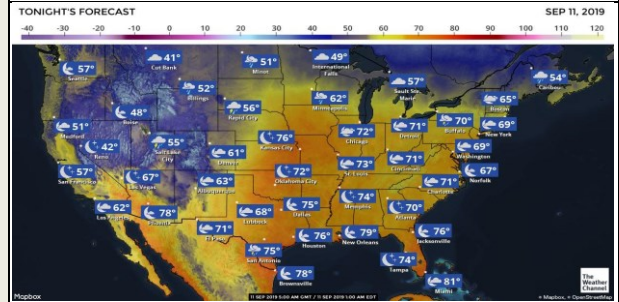 TONIGHT'S FORECAST
SEP 11, 2019
-40 -30 -20 -10 0 10 20 30 40 50 60 70 80 90 100 110 120
57° Seattle
41° Cut Bank
51° Minot
49° International Falls
52° Billings
57° Sault Ste. Marie
54° Caribou
56° Rapid City
62° Minneapolis
65° Boston
48° Boise
70° Buffalo
51° Medford
69° New York
42° Reno
55° Salt Lake City
61° Denver
76° Kansas City
72° Chicago
71° Detroit
69° Washington
57° San Francisco
67° Las Vegas
63° Albuquerque
72° Oklahoma City
73° St. Louis
71° Cincinnati
67° Norfolk
71° Charlotte
62° Los Angeles
78° Phoenix
68° Lubbock
75° Dallas
74° Memphis
70° Atlanta
71° El Paso
76° Houston
79° New Orleans
76° Jacksonville
75° San Antonio
74° Tampa
78° Brownsville
81° Miami
The Weather Channel
Mapbox
11 SEP 2019 5:00 AM GMT / 11 SEP 2019 1:00 AM EDT
© Mapbox, © OpenStreetMap